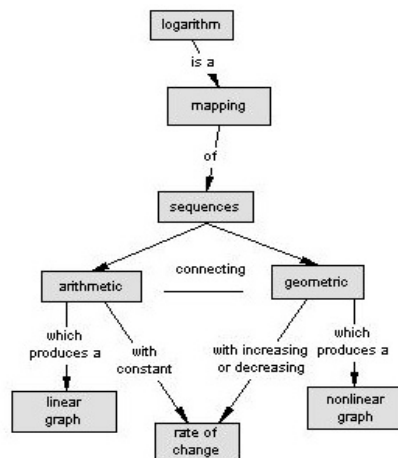 logarithm
is a
mapping
of
sequences
connecting
arithmetic
geometric
which
produces a
with
constant
with increasing
or decreasing
which
produces a
linear
graph
rate of
change
nonlinear
graph